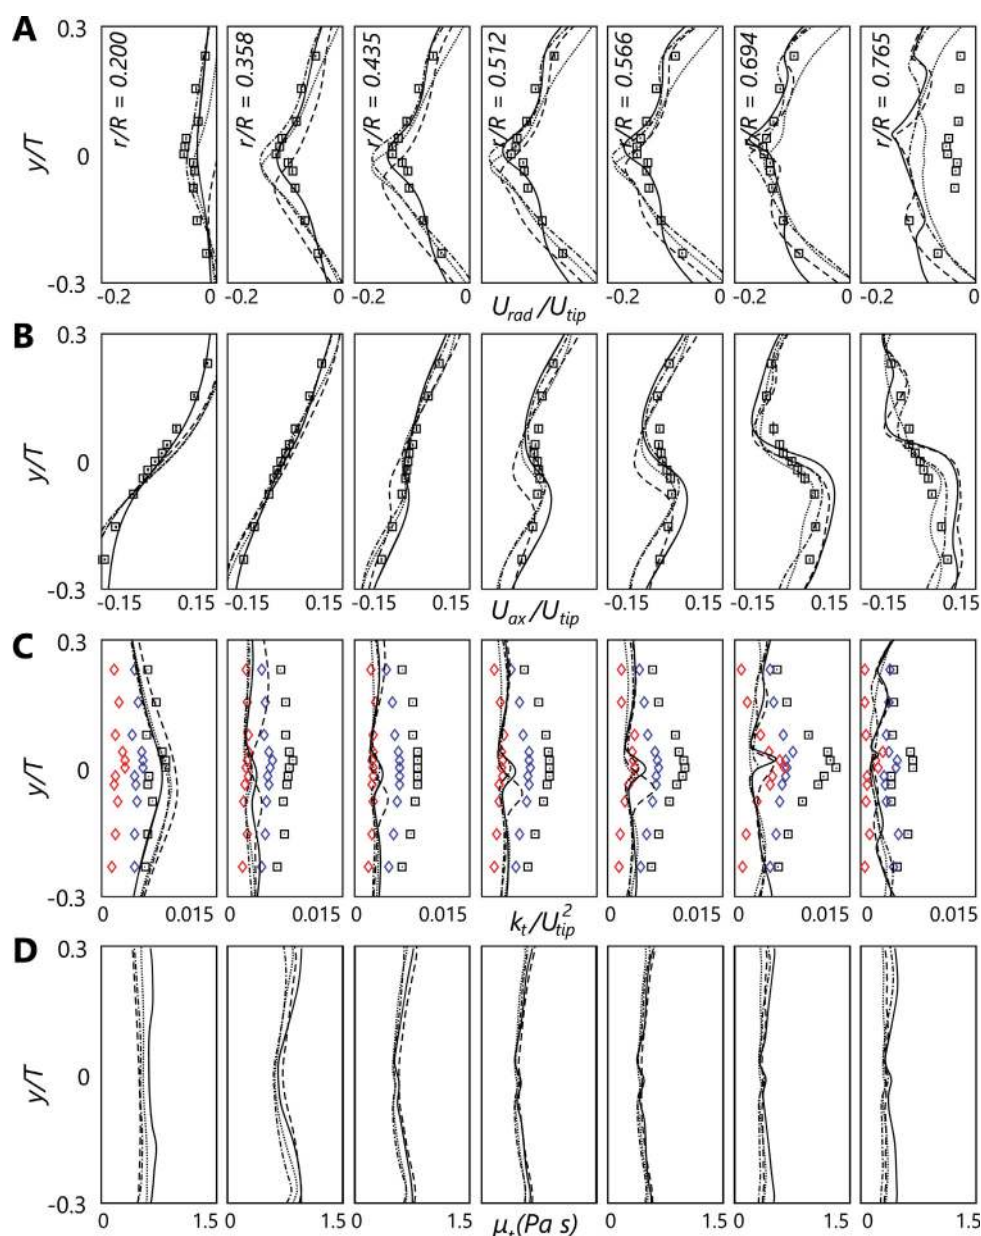 A
0.3
y/T
0
-0.3
r/R = 0.200
r/R = 0.358
r/R = 0.435
r/R = 0.512
r/R = 0.566
r/R = 0.694
r/R = 0.765
-0.2 0 -0.2 0 -0.2 0 -0.2 0 -0.2 0 -0.2 0 -0.2 0
U_rad/U_tip
B
0.3
y/T
0
-0.3
-0.15 0.15 -0.15 0.15 -0.15 0.15 -0.15 0.15 -0.15 0.15 -0.15 0.15 -0.15 0.15
U_ax/U_tip
C
0.3
y/T
0
-0.3
0 0.015 0 0.015 0 0.015 0 0.015 0 0.015 0 0.015 0 0.015
k_t/U²_tip
D
0.3
y/T
0
-0.3
0 1.5 0 1.5 0 1.5 0 1.5 0 1.5 0 1.5 0 1.5
μ_t(Pa s)